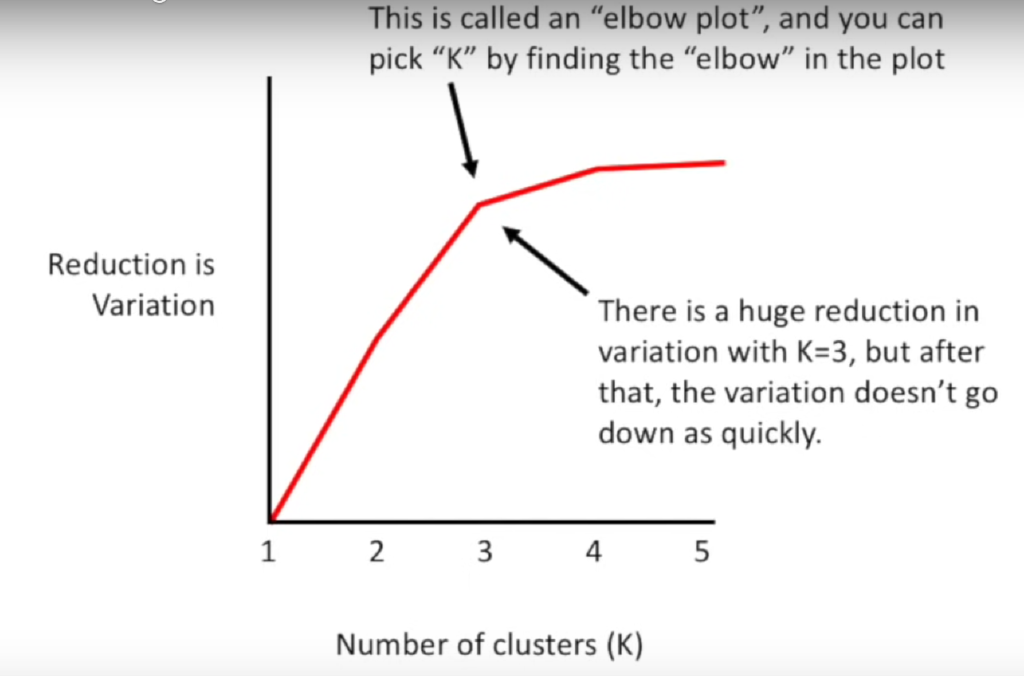 This is called an “elbow plot”, and you can
pick “K” by finding the “elbow” in the plot
Reduction is
Variation
There is a huge reduction in
variation with K=3, but after
that, the variation doesn’t go
down as quickly.
1 2 3 4 5
Number of clusters (K)